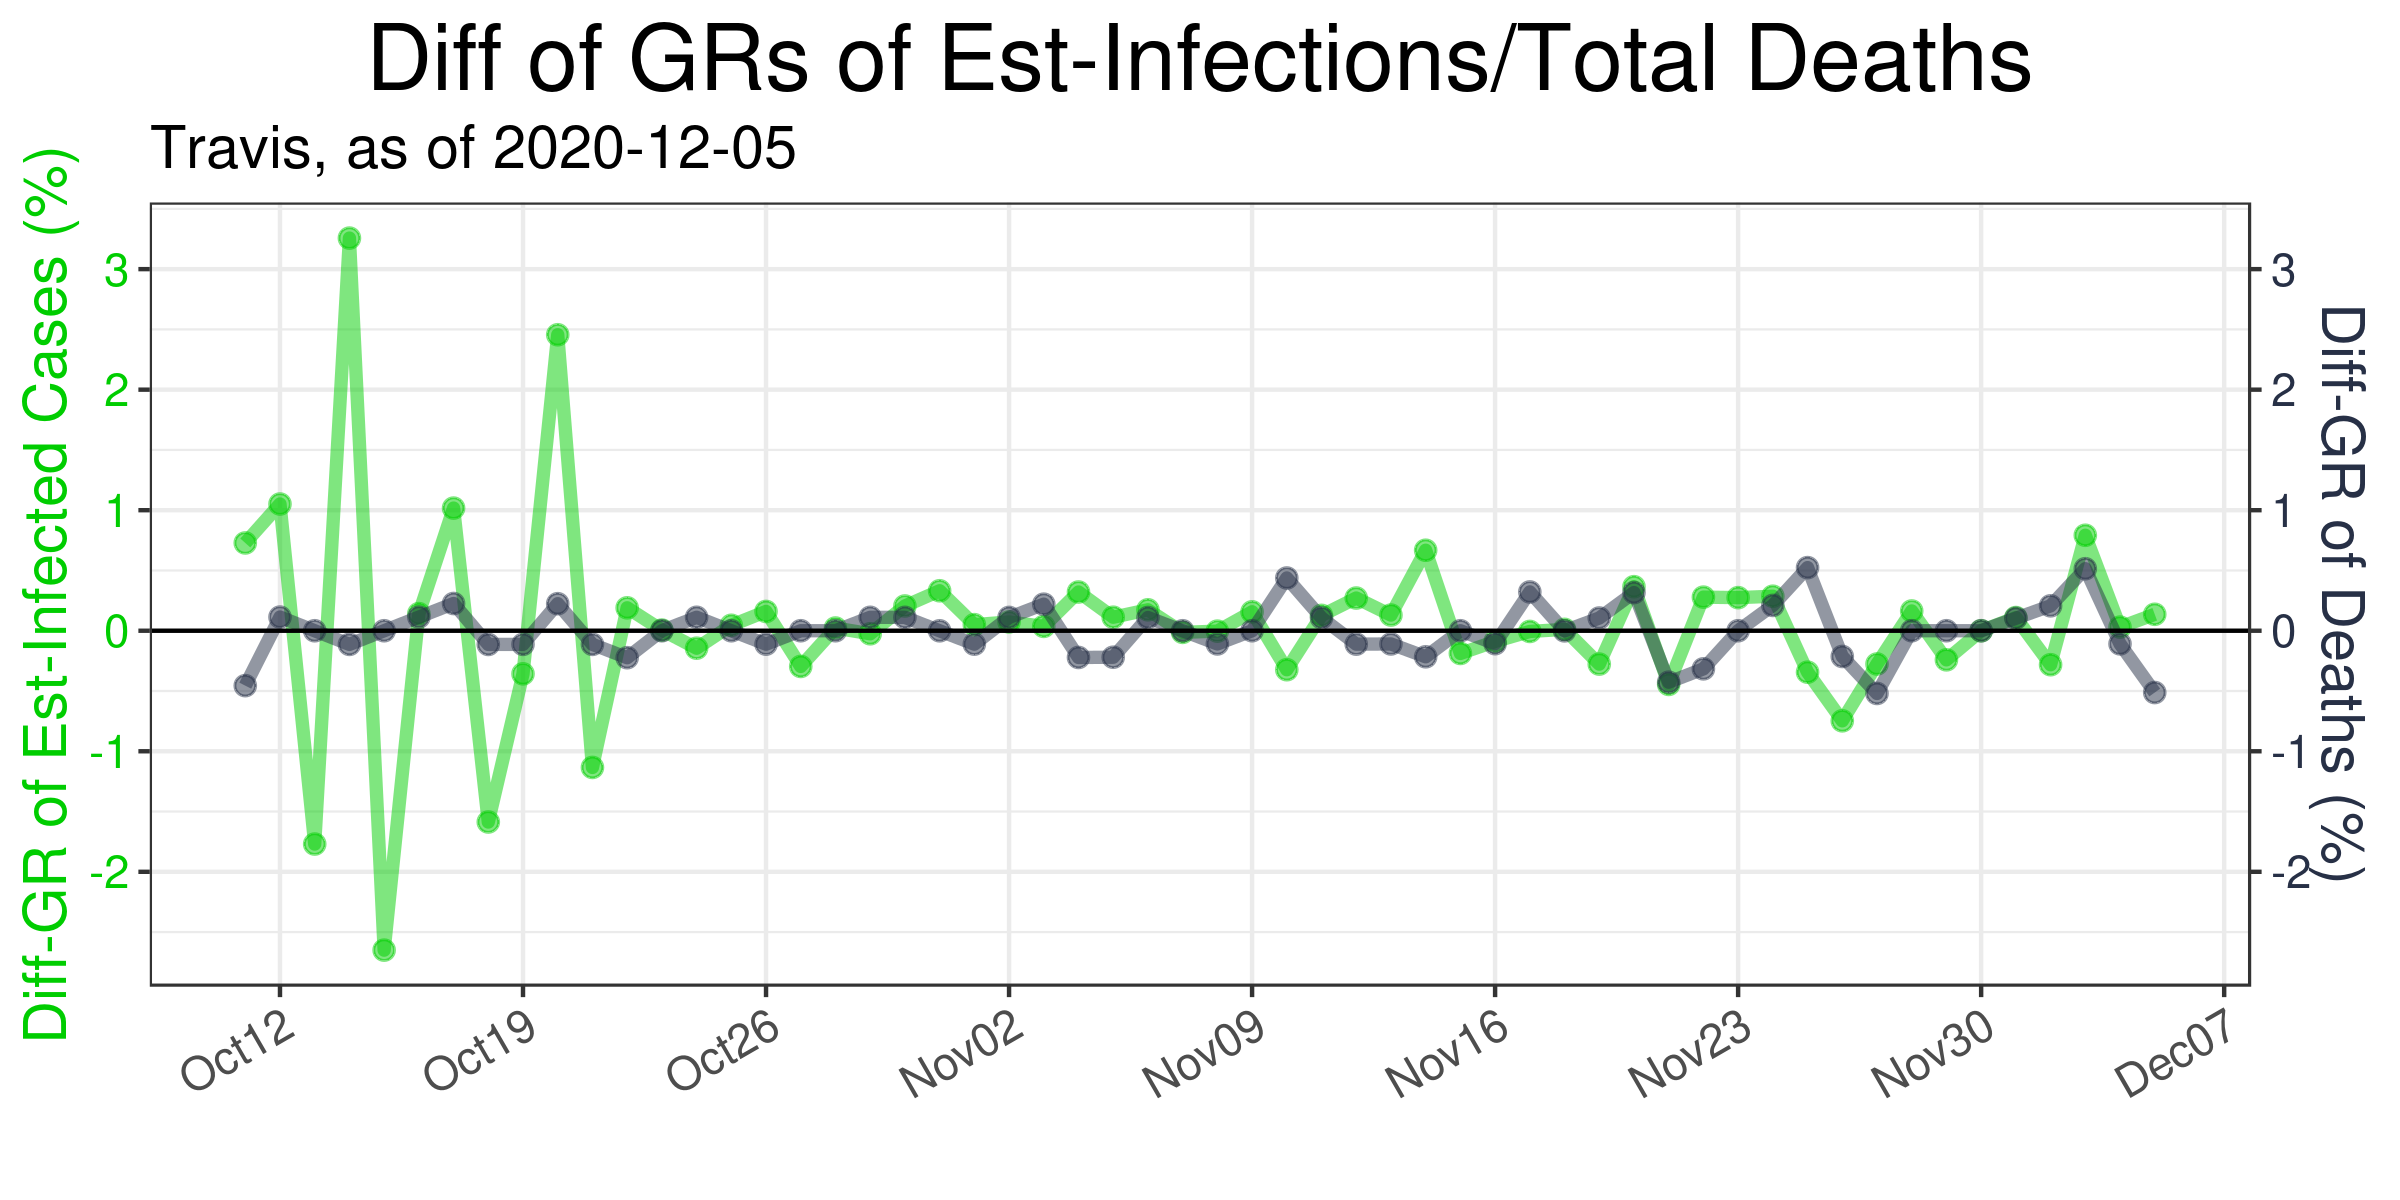 Diff of GRs of Est-Infections/Total Deaths
Travis, as of 2020-12-05
Diff-GR of Est-Infected Cases (%)
3
2
1
0
-1
-2
3
2
1
0
-1
-2
Diff-GR of Deaths (%)
Oct12
Oct19
Oct26
Nov02
Nov09
Nov16
Nov23
Nov30
Dec07